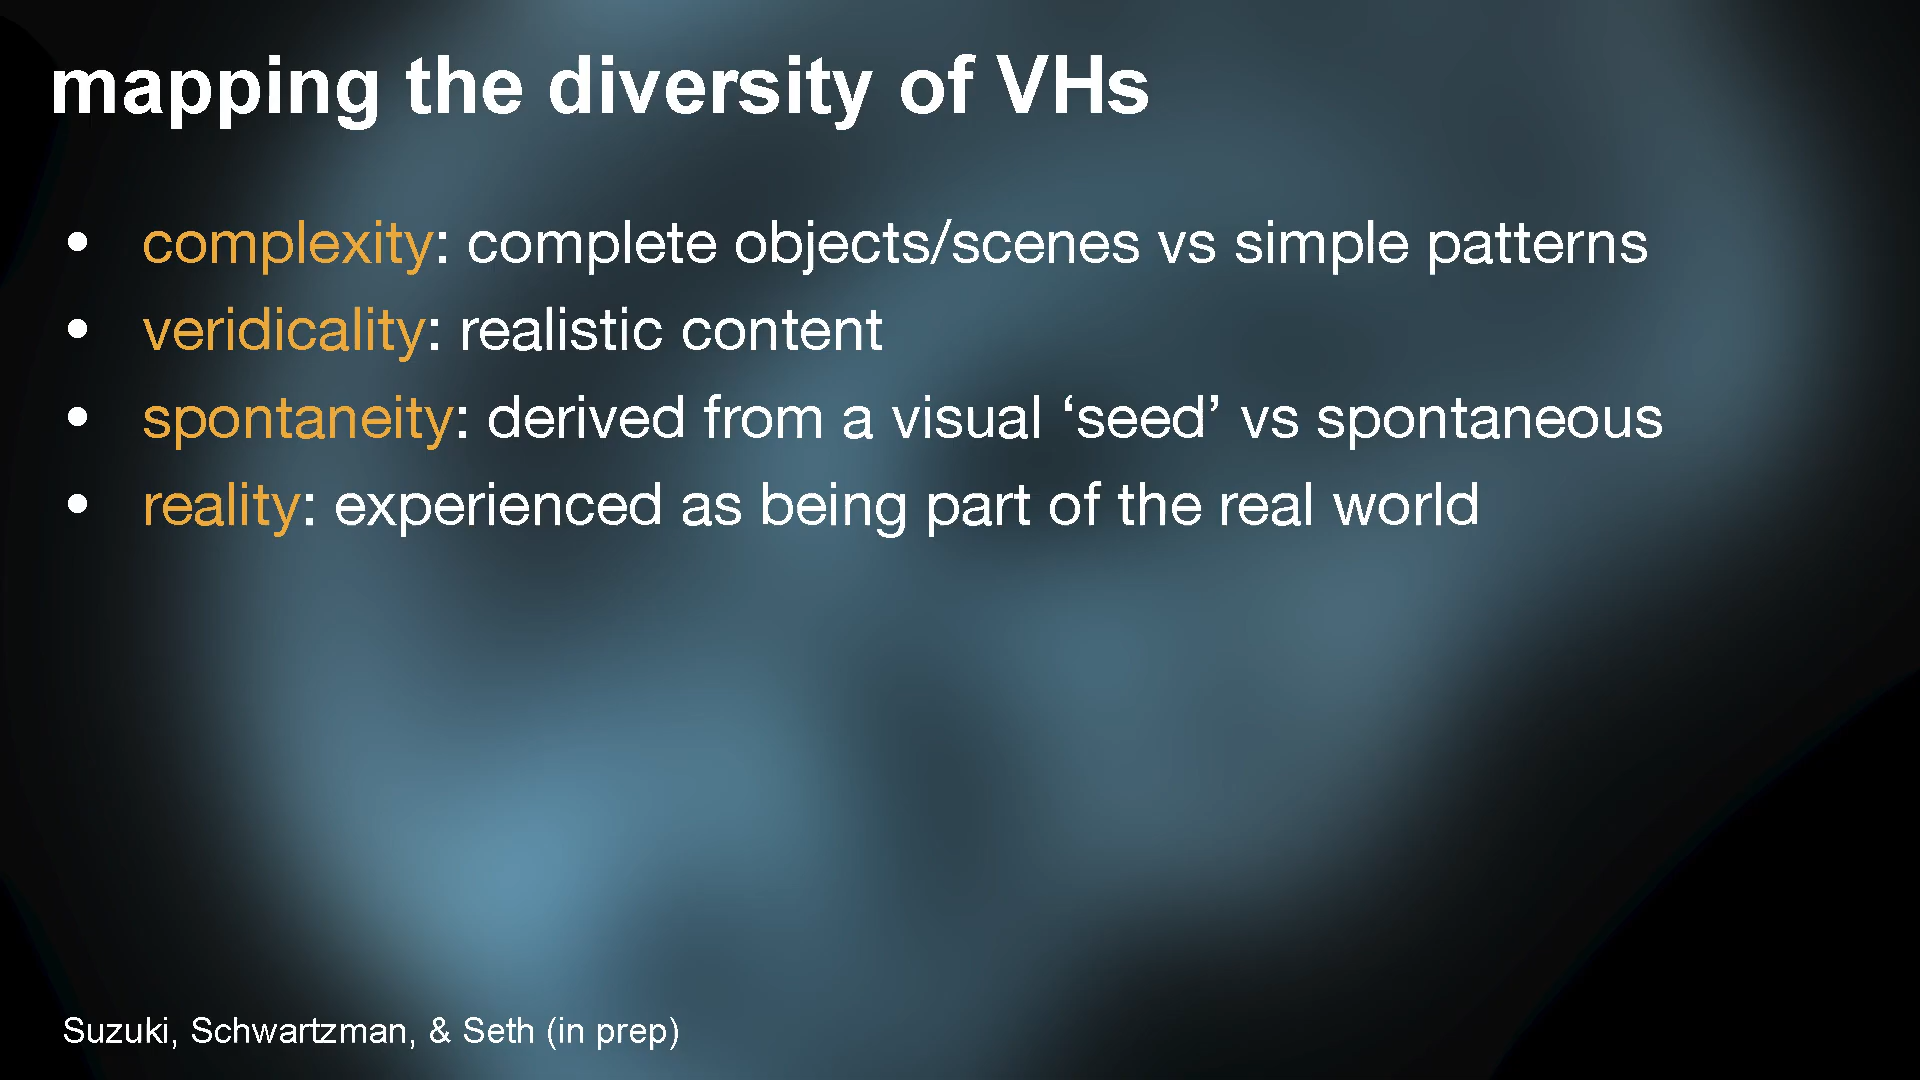 mapping the diversity of VHs
• complexity: complete objects/scenes vs simple patterns
• veridicality: realistic content
• spontaneity: derived from a visual ‘seed’ vs spontaneous
• reality: experienced as being part of the real world
Suzuki, Schwartzman, & Seth (in prep)